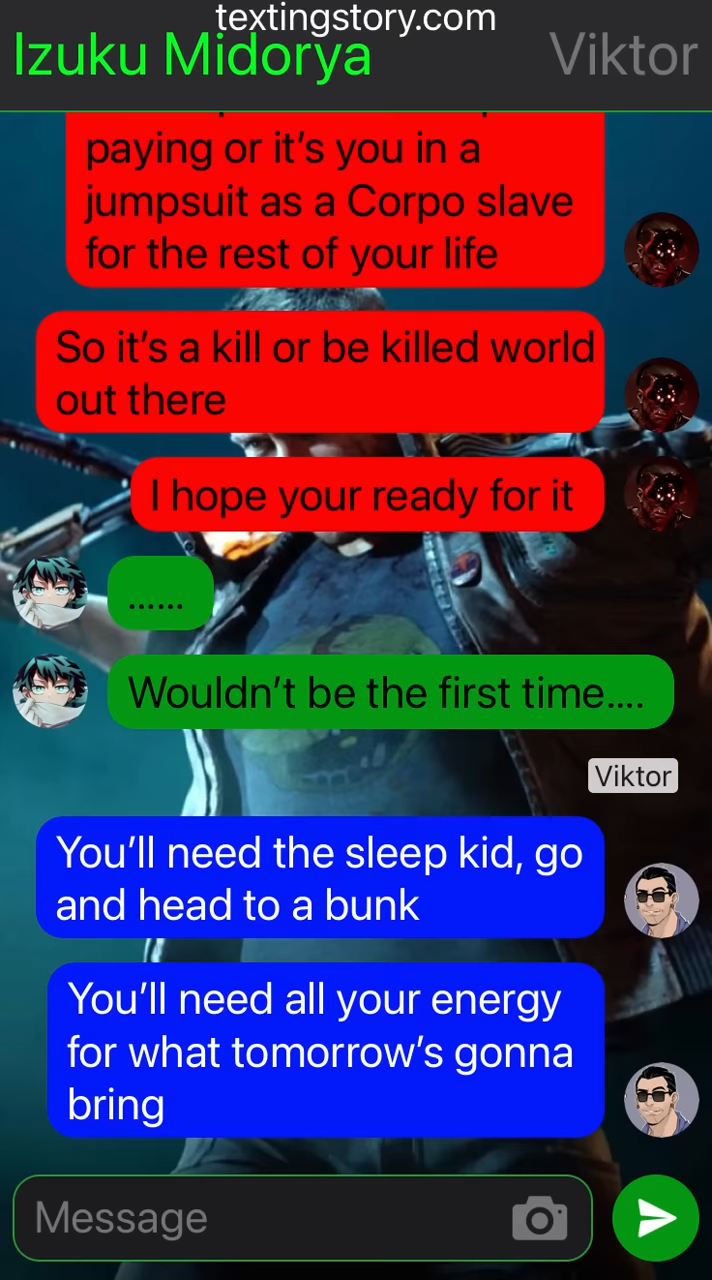 textingstory.com
Izuku Midorya
Viktor
paying or it’s you in a
jumpsuit as a Corpo slave
for the rest of your life
So it’s a kill or be killed world
out there
I hope your ready for it
......
Wouldn’t be the first time....
Viktor
You’ll need the sleep kid, go
and head to a bunk
You’ll need all your energy
for what tomorrow’s gonna
bring
Message